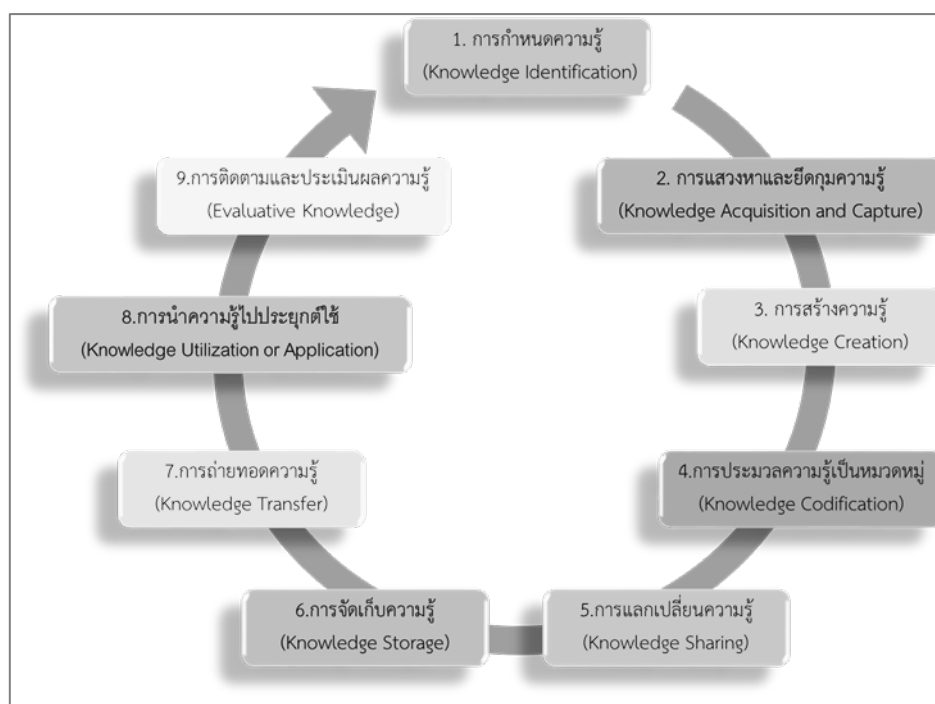 1. การกำหนดความรู้
(Knowledge Identification)
2. การแสวงหาและยึดกุมความรู้
(Knowledge Acquisition and Capture)
3. การสร้างความรู้
(Knowledge Creation)
4.การประมวลความรู้เป็นหมวดหมู่
(Knowledge Codification)
5.การแลกเปลี่ยนความรู้
(Knowledge Sharing)
6.การจัดเก็บความรู้
(Knowledge Storage)
7.การถ่ายทอดความรู้
(Knowledge Transfer)
8.การนำความรู้ไปประยุกต์ใช้
(Knowledge Utilization or Application)
9.การติดตามและประเมินผลความรู้
(Evaluative Knowledge)